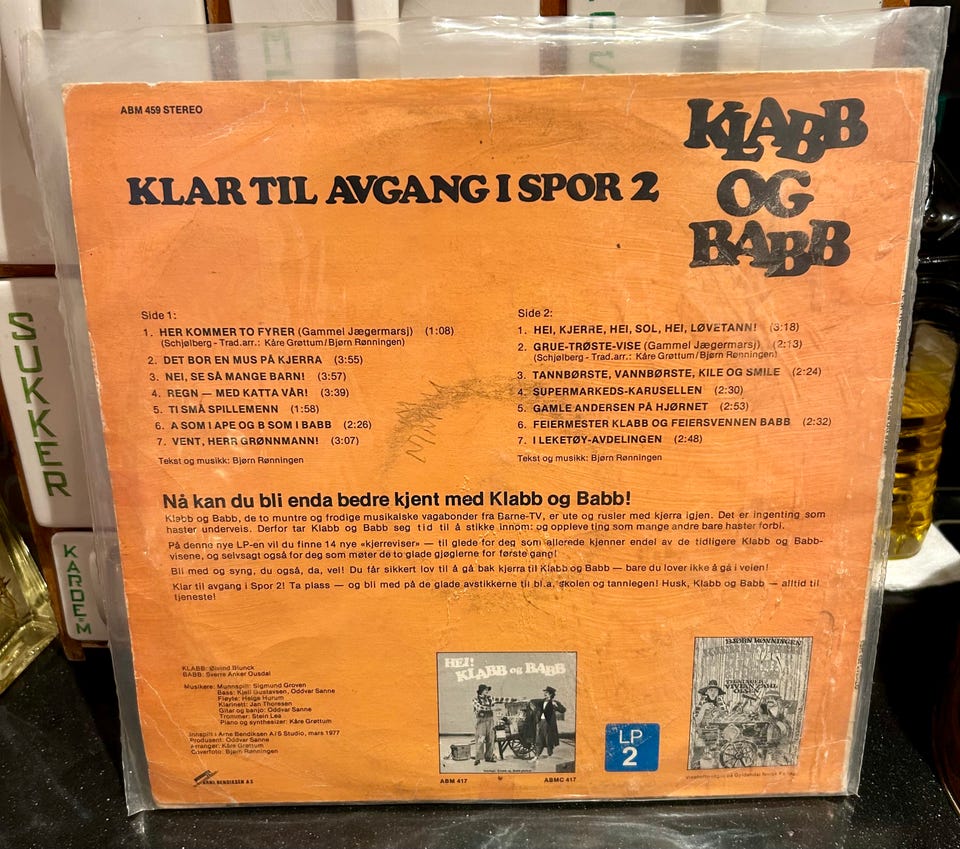 ABM 459 STEREO
KLABB
OG
BABB
KLAR TIL AVGANG I SPOR 2
Side 1:
1. HER KOMMER TO FYRER (Gammel Jægermarsj) (1:08)
(Schjølberg - Trad.arr.: Kåre Grøttum/Bjørn Rønningen)
2. DET BOR EN MUS PÅ KJERRA (3:55)
3. NEI, SE SÅ MANGE BARN! (3:57)
4. REGN — MED KATTA VÅR! (3:39)
5. TI SMÅ SPILLEMENN (1:58)
6. A SOM I APE OG B SOM I BABB (2:26)
7. VENT, HERR GRØNNMANN! (3:07)
Tekst og musikk: Bjørn Rønningen
Side 2:
1. HEI, KJERRE, HEI, SOL, HEI, LØVETANN! (3:18)
2. GRUE-TRØSTE-VISE (Gammel Jægermarsj) (2:13)
(Schjølberg - Trad.arr.: Kåre Grøttum/Bjørn Rønningen)
3. TANNBØRSTE, VANNBØRSTE, KILE OG SMILE (2:24)
4. SUPERMARKEDS-KARUSELLEN (2:30)
5. GAMLE ANDERSEN PÅ HJØRNET (2:53)
6. FEIERMESTER KLABB OG FEIERSVENNEN BABB (2:32)
7. I LEKETØY-AVDELINGEN (2:48)
Tekst og musikk: Bjørn Rønningen
Nå kan du bli enda bedre kjent med Klabb og Babb!
Klabb og Babb, de to muntre og frodige musikalske vagabonder fra Barne-TV, er ute og rusler med kjerra igjen. Det er ingenting som
haster underveis. Derfor tar Klabb og Babb seg tid til å stikke innom og oppleve ting som mange andre bare haster forbi.
På denne nye LP-en vil du finne 14 nye «kjerreviser» — til glede for deg som allerede kjenner endel av de tidligere Klabb og Babb-
visene, og selvsagt også for deg som møter de to glade gjøglerne for første gang!
Bli med og syng, du også, da, vel! Du får sikkert lov til å gå bak kjerra til Klabb og Babb — bare du lover ikke å gå i veien!
Klar til avgang i Spor 2! Ta plass — og bli med på de glade avstikkerne til bl.a. skolen og tannlegen! Husk, Klabb og Babb — alltid til
tjeneste!
KLABB: Øivind Blunck
BABB: Sverre Anker Ousdal
Musikere: Munnspill: Sigmund Groven
Bass: Kjell Gustavsen, Oddvar Sanne
Fløyte: Helge Hurum
Klarinett: Jan Thoresen
Gitar og banjo: Oddvar Sanne
Trommer: Stein Lea
Piano og synthesizer: Kåre Grøttum
Innspilt i Arne Bendiksen A/S Studio, mars 1977
Produsent: Oddvar Sanne
Arranger: Kåre Grøttum
Coverfoto: Bjørn Rønningen
ARNE BENDIKSEN A.S
HEI!
KLABB og BABB
ABM 417
ABMC 417
LP
2
BJØRN RØNNINGEN
SUKKER
KARDEM